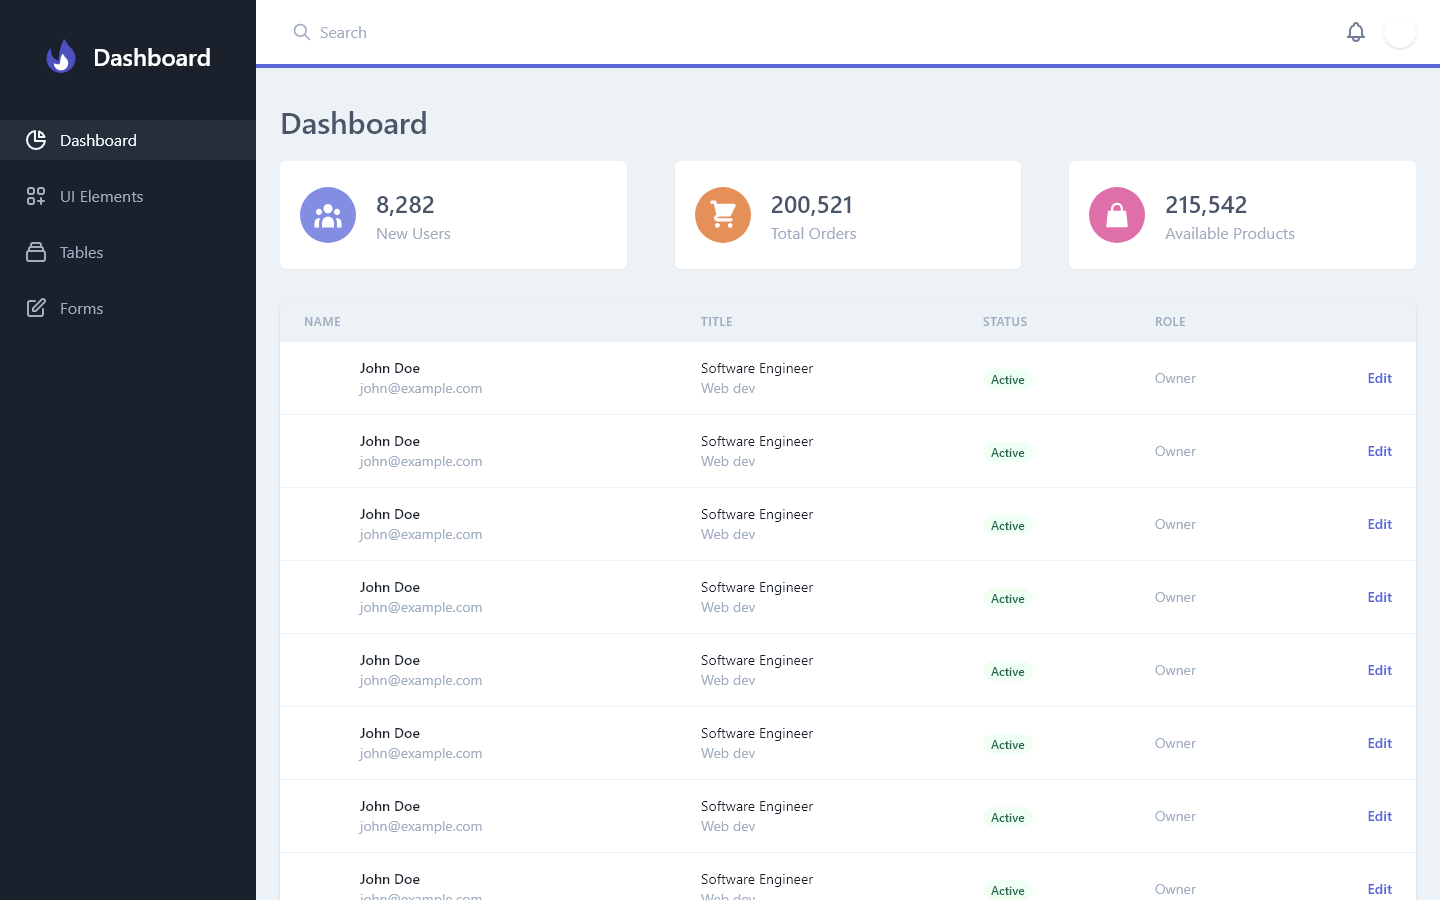 Dashboard
Search
Dashboard
UI Elements
Tables
Forms
Dashboard
8,282
New Users
200,521
Total Orders
215,542
Available Products
NAME TITLE STATUS ROLE
John Doe Software Engineer
john@example.com Web dev Active Owner Edit
John Doe Software Engineer
john@example.com Web dev Active Owner Edit
John Doe Software Engineer
john@example.com Web dev Active Owner Edit
John Doe Software Engineer
john@example.com Web dev Active Owner Edit
John Doe Software Engineer
john@example.com Web dev Active Owner Edit
John Doe Software Engineer
john@example.com Web dev Active Owner Edit
John Doe Software Engineer
john@example.com Web dev Active Owner Edit
John Doe Software Engineer
john@example.com Web dev Active Owner Edit